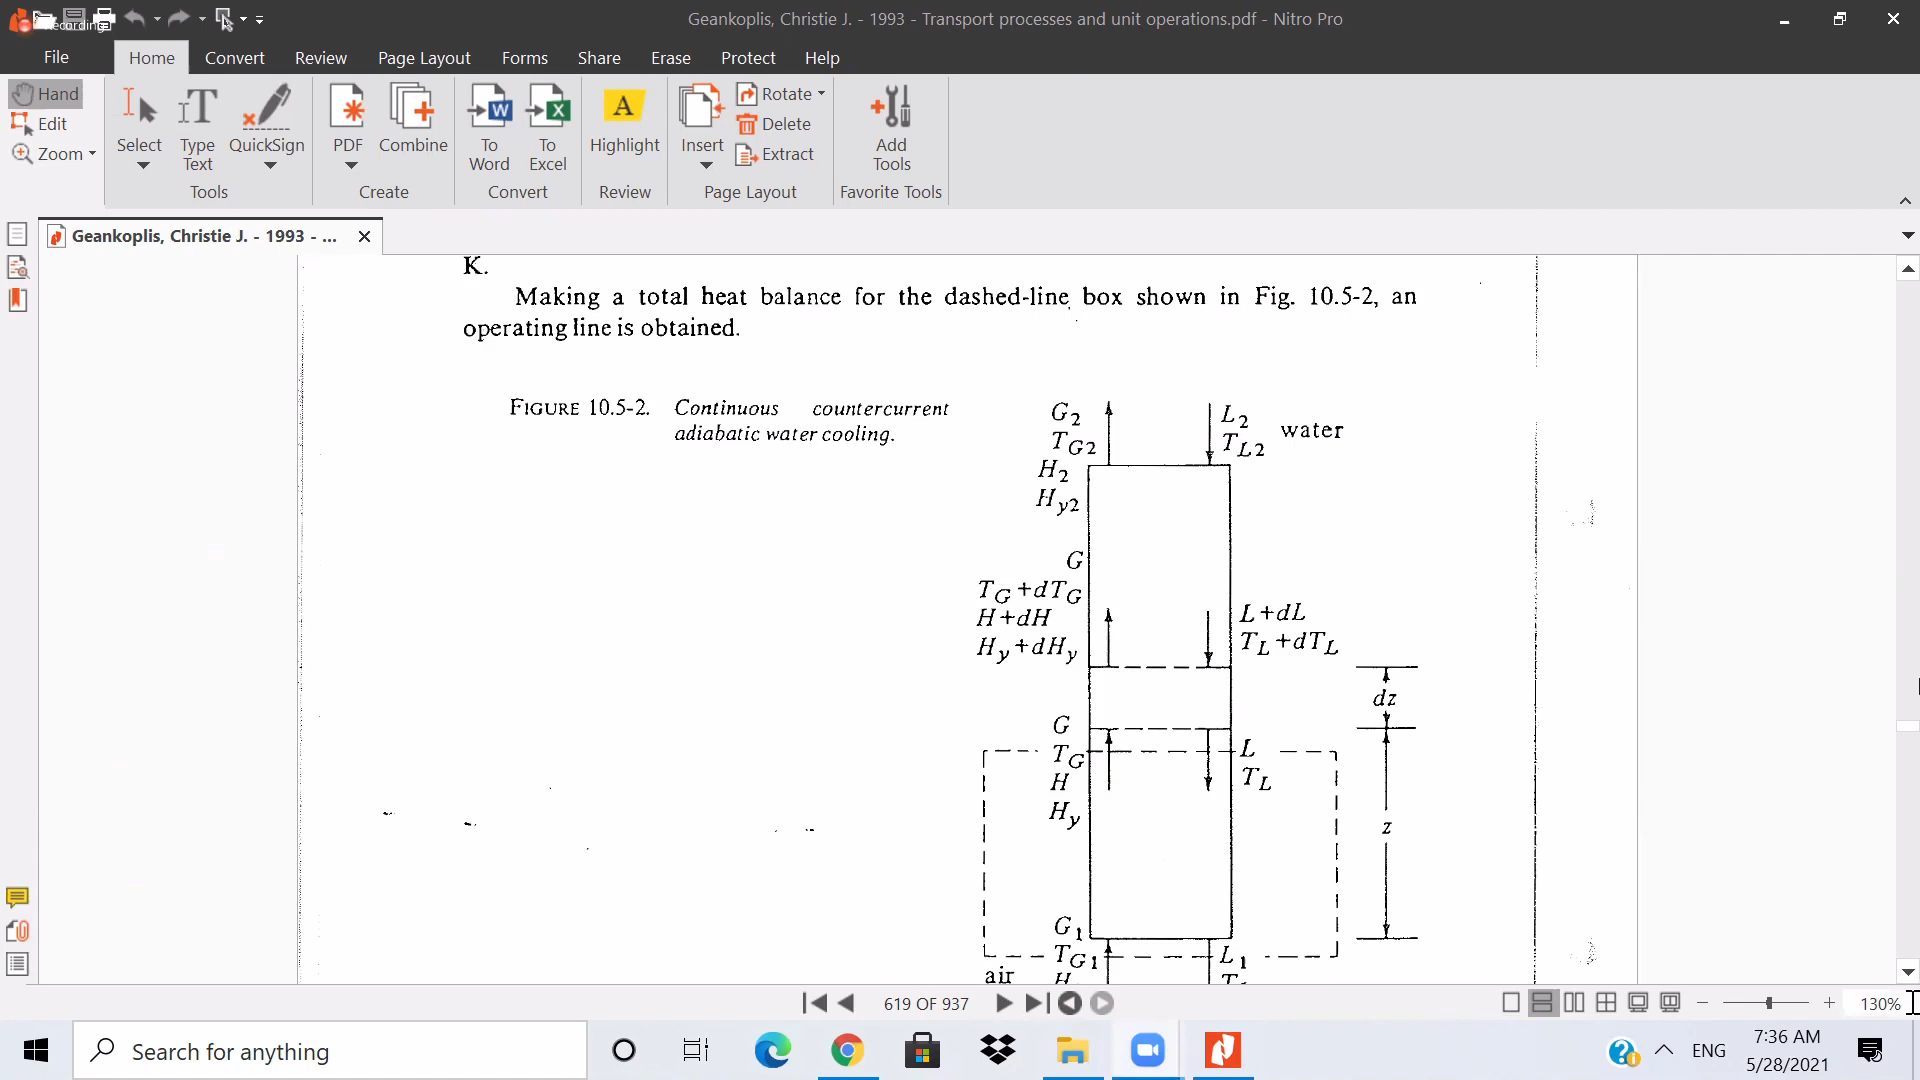 Recording
Geankoplis, Christie J. - 1993 - Transport processes and unit operations.pdf - Nitro Pro
File Home Convert Review Page Layout Forms Share Erase Protect Help
Hand
Edit
Zoom
Select
Type Text
QuickSign
Tools
PDF
Combine
Create
To Word
To Excel
Convert
Highlight
Review
Insert
Rotate
Delete
Extract
Page Layout
Add Tools
Favorite Tools
Geankoplis, Christie J. - 1993 - ...
K.
Making a total heat balance for the dashed-line box shown in Fig. 10.5-2, an
operating line is obtained.
FIGURE 10.5-2. Continuous countercurrent
adiabatic water cooling.
G2
TG2
H2
Hy2
L2
TL2
water
G
TG +dTG
H+dH
Hy+dHy
L+dL
TL+dTL
dz
G
TG
H
Hy
L
TL
z
G1
TG1
L1
air
619 OF 937
130%
Search for anything
ENG
7:36 AM
5/28/2021